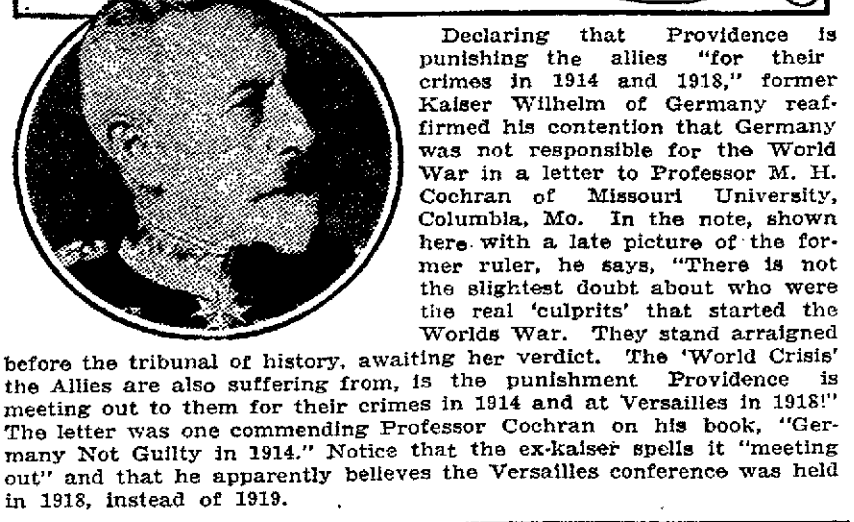 Declaring that Providence is
punishing the allies "for their
crimes in 1914 and 1918," former
Kaiser Wilhelm of Germany reaf-
firmed his contention that Germany
was not responsible for the World
War in a letter to Professor M. H.
Cochran of Missouri University,
Columbia, Mo. In the note, shown
here with a late picture of the for-
mer ruler, he says, "There is not
the slightest doubt about who were
the real 'culprits' that started the
Worlds War. They stand arraigned
before the tribunal of history, awaiting her verdict. The 'World Crisis'
the Allies are also suffering from, is the punishment Providence is
meeting out to them for their crimes in 1914 and at Versailles in 1918!"
The letter was one commending Professor Cochran on his book, "Ger-
many Not Guilty in 1914." Notice that the ex-kaiser spells it "meeting
out" and that he apparently believes the Versailles conference was held
in 1918, instead of 1919.